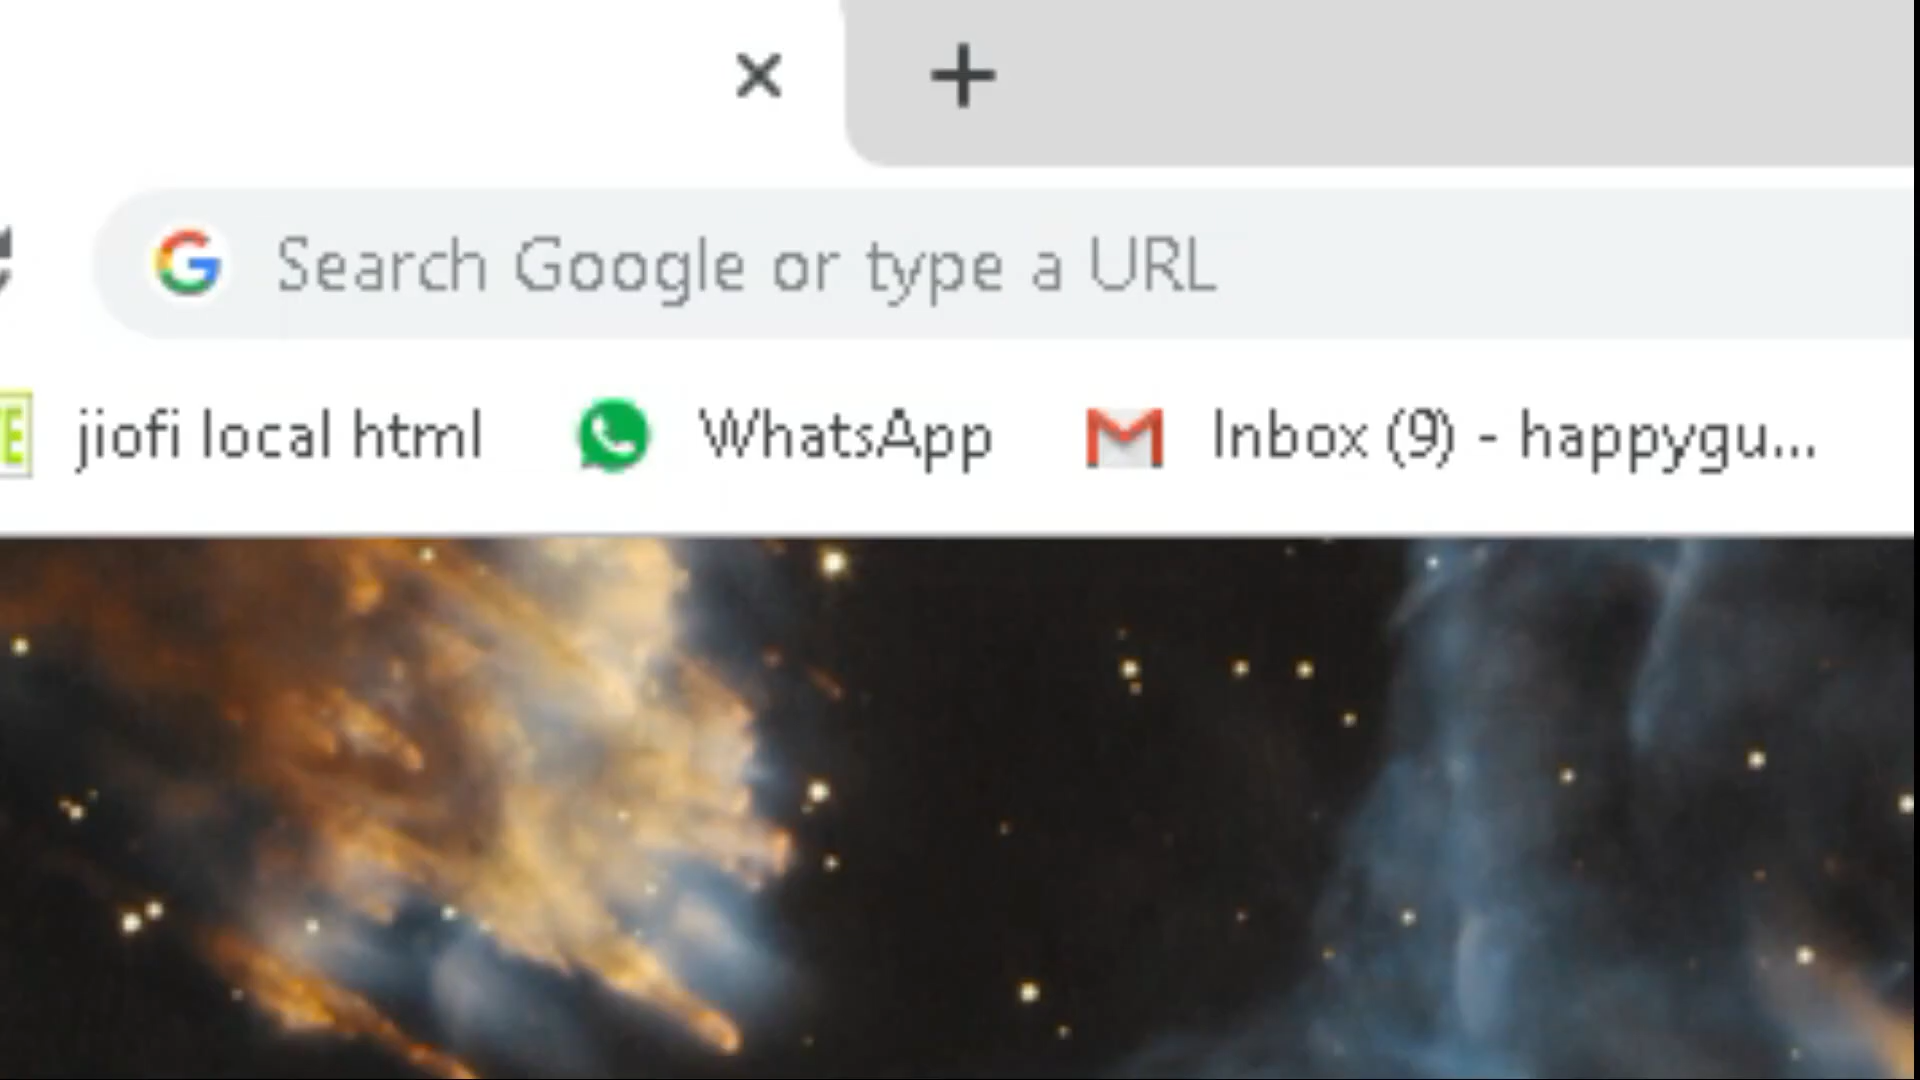 Search Google or type a URL
jiofi local html WhatsApp Inbox (9) - happygu...